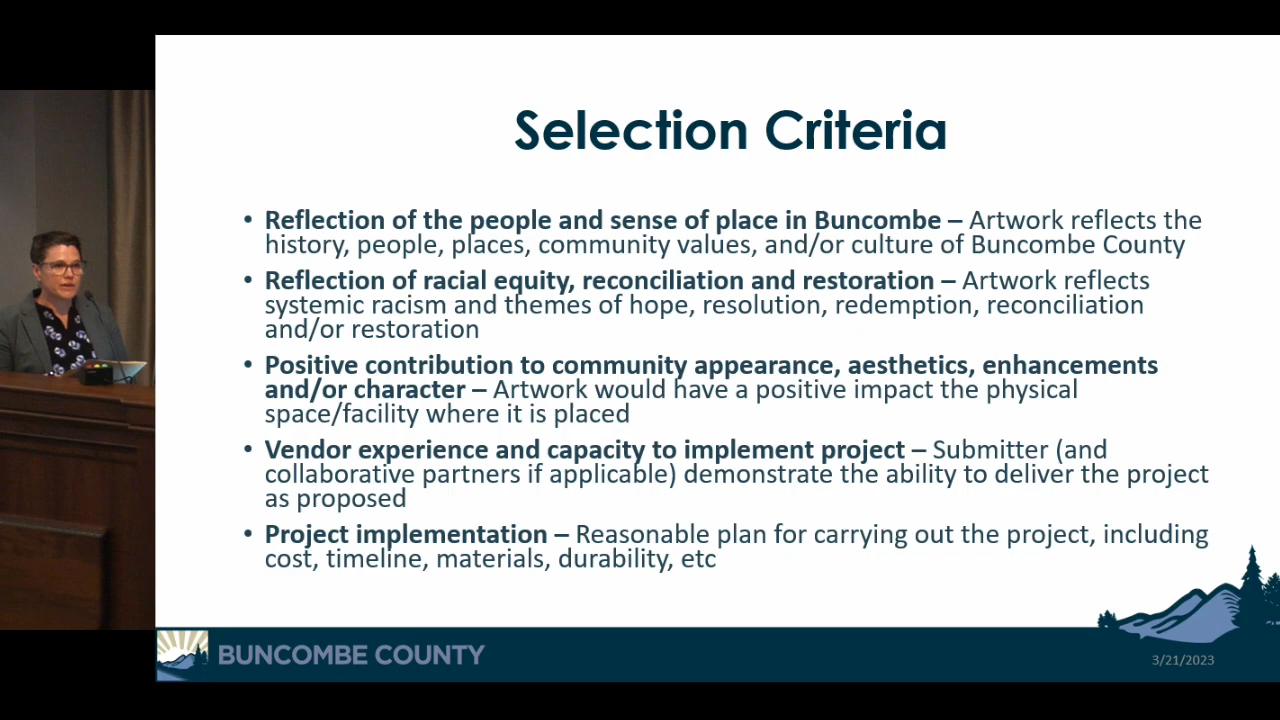 Selection Criteria
• Reflection of the people and sense of place in Buncombe – Artwork reflects the
history, people, places, community values, and/or culture of Buncombe County
• Reflection of racial equity, reconciliation and restoration – Artwork reflects
systemic racism and themes of hope, resolution, redemption, reconciliation
and/or restoration
• Positive contribution to community appearance, aesthetics, enhancements
and/or character – Artwork would have a positive impact the physical
space/facility where it is placed
• Vendor experience and capacity to implement project – Submitter (and
collaborative partners if applicable) demonstrate the ability to deliver the project
as proposed
• Project implementation – Reasonable plan for carrying out the project, including
cost, timeline, materials, durability, etc
BUNCOMBE COUNTY
3/21/2023